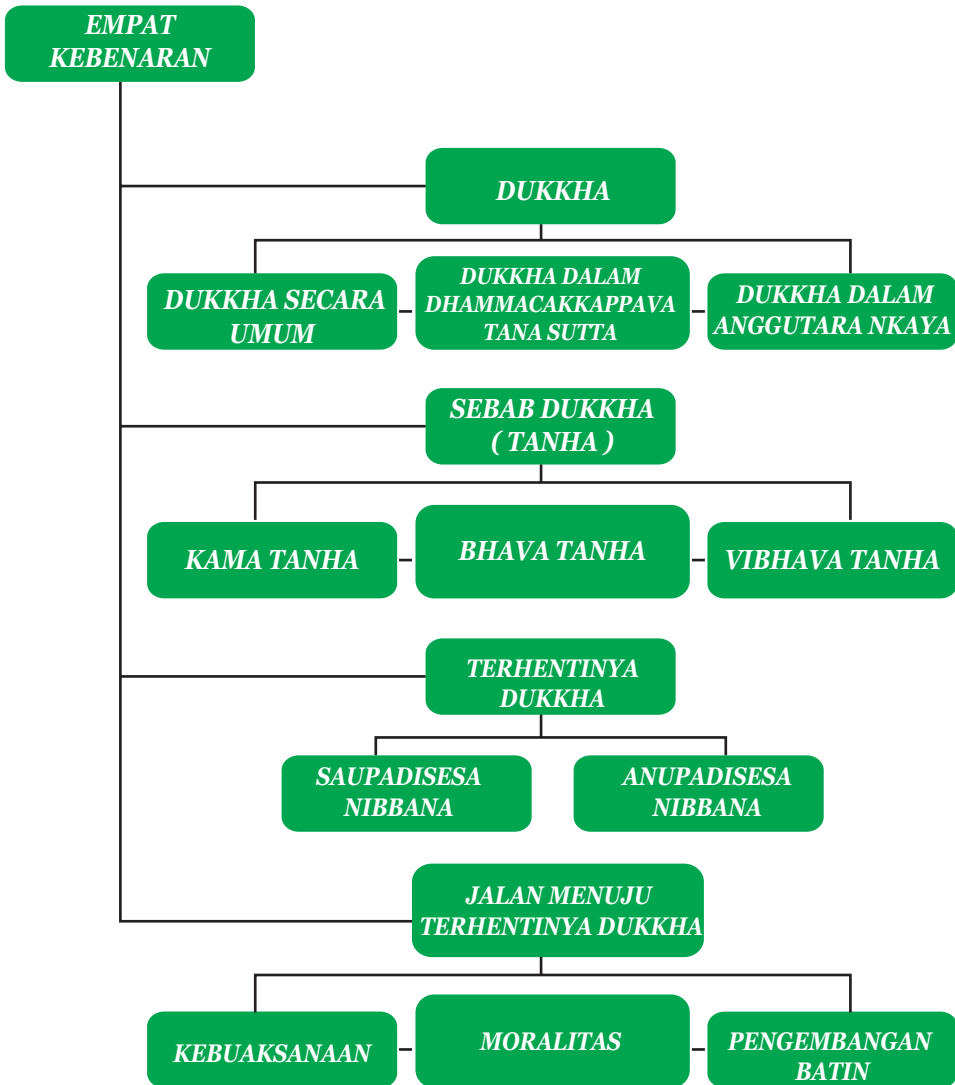 EMPAT
KEBENARAN
DUKKHA
DUKKHA SECARA
UMUM
DUKKHA DALAM
DHAMMACAKKAPPAVA
TANA SUTTA
DUKKHA DALAM
ANGGUTARA NKAYA
SEBAB DUKKHA
( TANHA )
KAMA TANHA
BHAVA TANHA
VIBHAVA TANHA
TERHENTINYA
DUKKHA
SAUPADISESA
NIBBANA
ANUPADISESA
NIBBANA
JALAN MENUJU
TERHENTINYA DUKKHA
KEBUAKSANAAN
MORALITAS
PENGEMBANGAN
BATIN